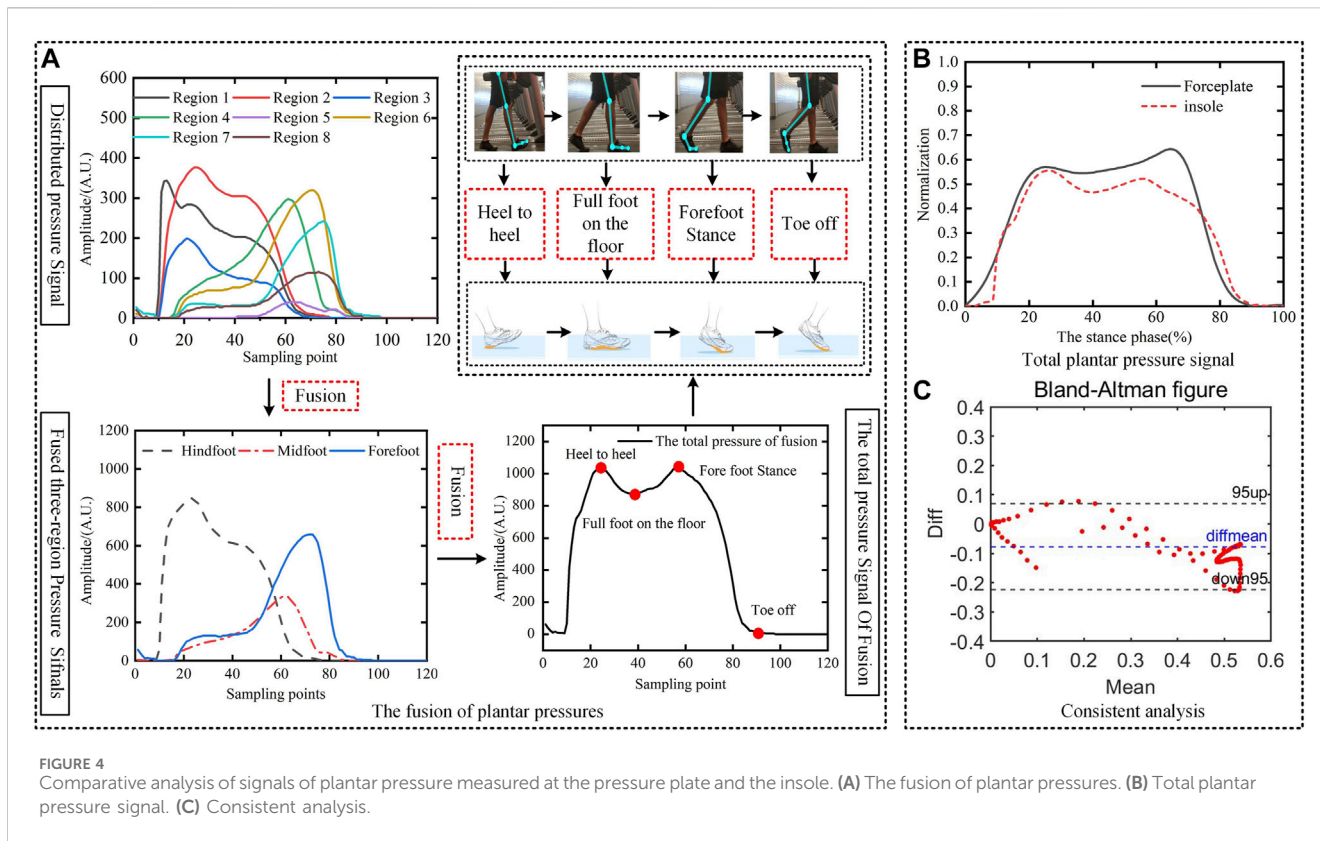 A
Distributed pressure Signal
600
500
400
300
200
100
0
Amplitude/(A.U.)
Region 1 Region 2 Region 3
Region 4 Region 5 Region 6
Region 7 Region 8
0 20 40 60 80 100 120
Sampling point
Heel to
heel
Full foot
on the
floor
Forefoot
Stance
Toe off
Fusion
Fused three-region Pressure Sifnals
1200
1000
800
600
400
200
0
Amplitude/(A.U.)
Hindfoot Midfoot Forefoot
0 20 40 60 80 100 120
Sampling points
Fusion
1200
1000
800
600
400
200
0
Amplitude/(A.U.)
The total pressure of fusion
Heel to heel
Fore foot Stance
Full foot on the floor
Toe off
0 20 40 60 80 100 120
Sampling point
The total pressure Signal Of Fusion
The fusion of plantar pressures
B
1.0
0.9
0.8
0.7
0.6
0.5
0.4
0.3
0.2
0.1
0.0
Normalization
Forceplate
insole
0 20 40 60 80 100
The stance phase(%)
Total plantar pressure signal
C
Bland-Altman figure
0.4
0.3
0.2
0.1
0
-0.1
-0.2
-0.3
-0.4
Diff
95up
diffmean
down95
0 0.1 0.2 0.3 0.4 0.5 0.6
Mean
Consistent analysis
FIGURE 4
Comparative analysis of signals of plantar pressure measured at the pressure plate and the insole. (A) The fusion of plantar pressures. (B) Total plantar
pressure signal. (C) Consistent analysis.